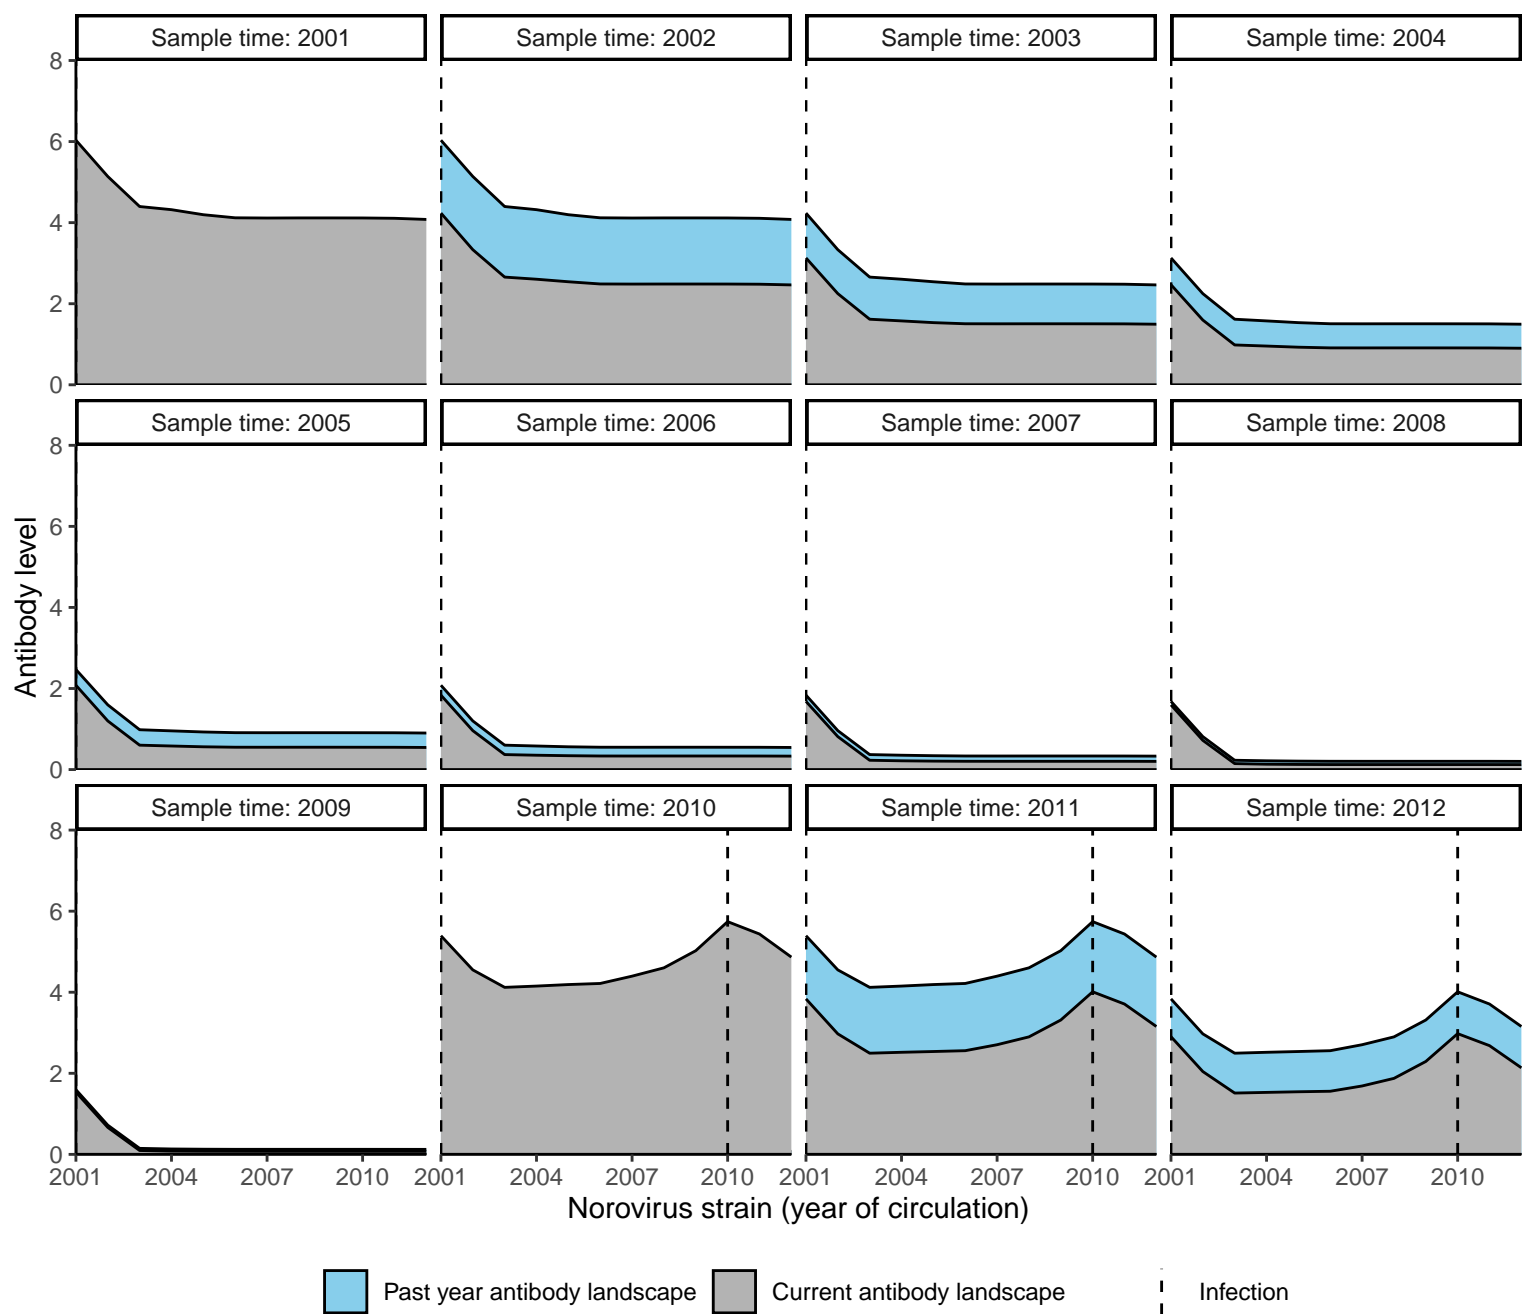 Sample time: 2001 Sample time: 2002 Sample time: 2003 Sample time: 2004
8
6
4
2
0
Sample time: 2005 Sample time: 2006 Sample time: 2007 Sample time: 2008
8
6
4
2
0
Antibody level
Sample time: 2009 Sample time: 2010 Sample time: 2011 Sample time: 2012
8
6
4
2
0
2001 2004 2007 2010 2001 2004 2007 2010 2001 2004 2007 2010 2001 2004 2007 2010
Norovirus strain (year of circulation)
Past year antibody landscape Current antibody landscape Infection